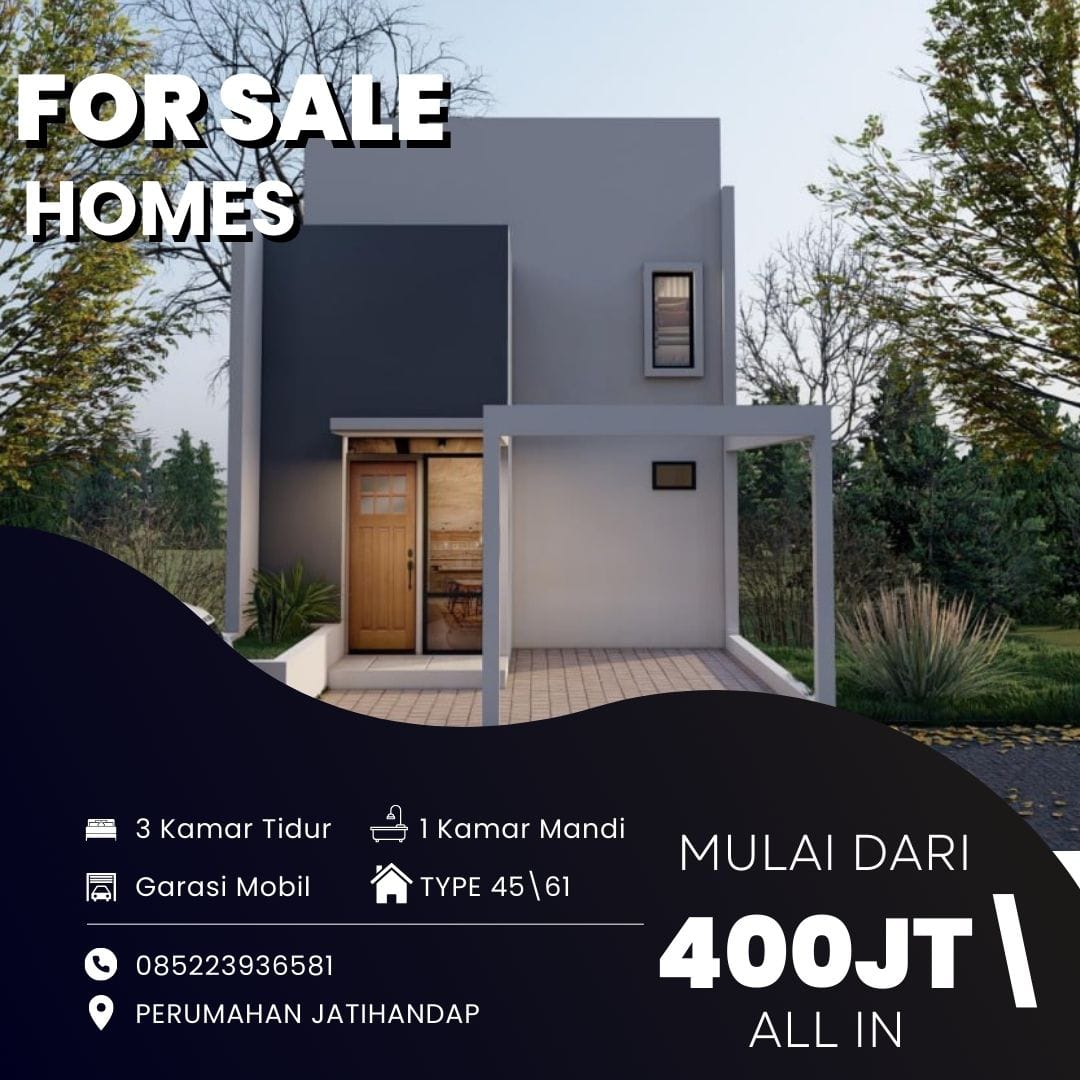 FOR SALE
HOMES
3 Kamar Tidur
1 Kamar Mandi
Garasi Mobil
TYPE 45\61
085223936581
PERUMAHAN JATIHANDAP
MULAI DARI
400JT \
ALL IN